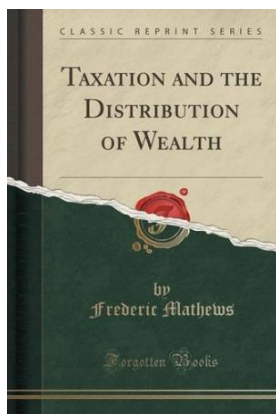 CLASSIC REPRINT SERIES
TAXATION AND THE
DISTRIBUTION
OF WEALTH
by
Frederic Mathews
Forgotten Books